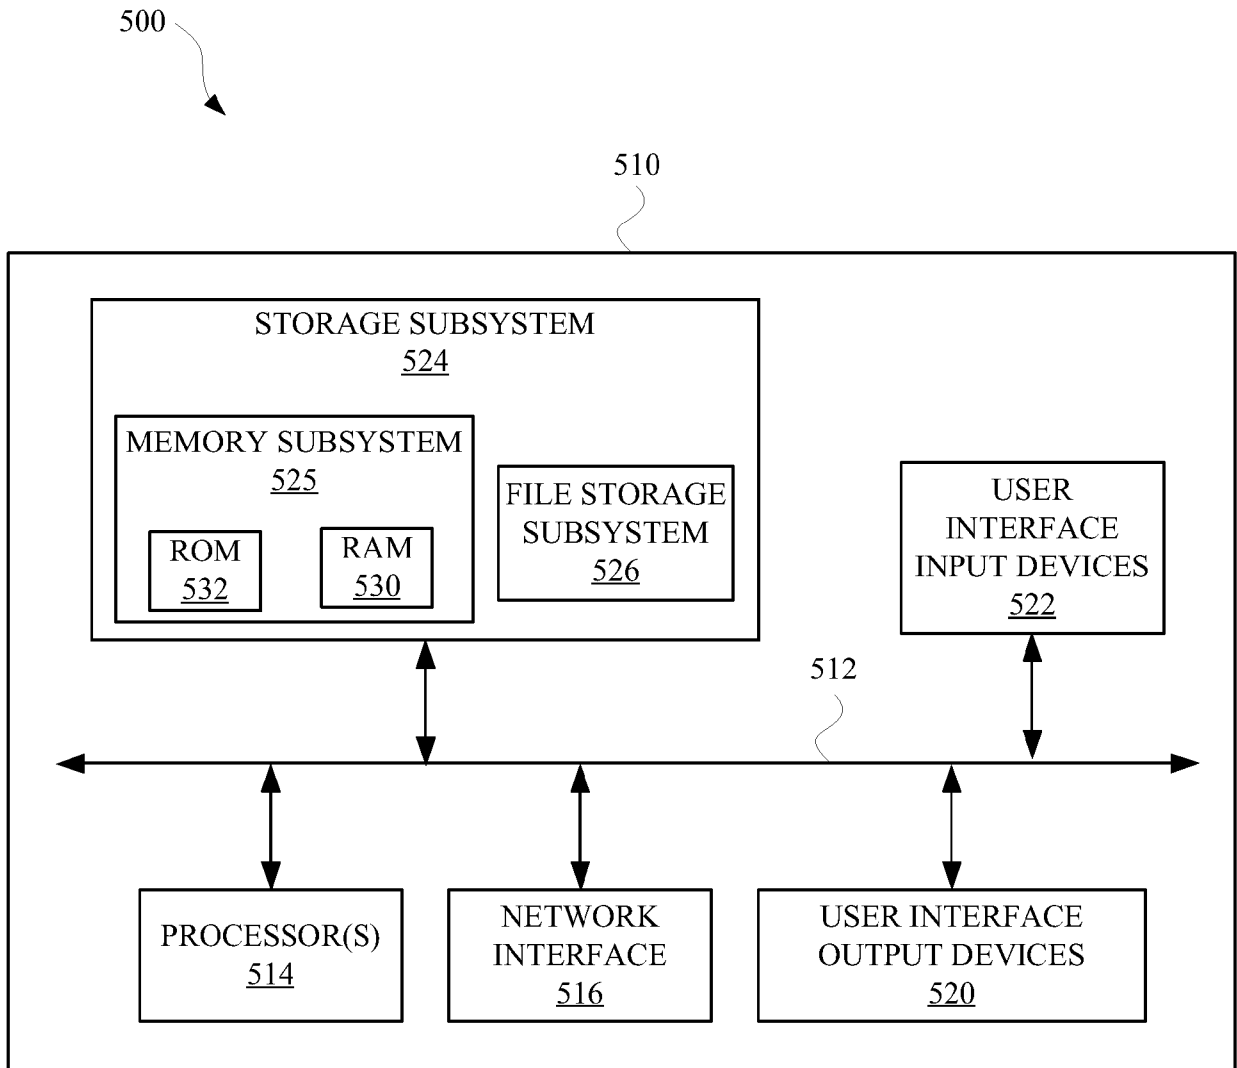 500
510
STORAGE SUBSYSTEM
524
MEMORY SUBSYSTEM
525
ROM
532
RAM
530
FILE STORAGE
SUBSYSTEM
526
USER
INTERFACE
INPUT DEVICES
522
512
PROCESSOR(S)
514
NETWORK
INTERFACE
516
USER INTERFACE
OUTPUT DEVICES
520